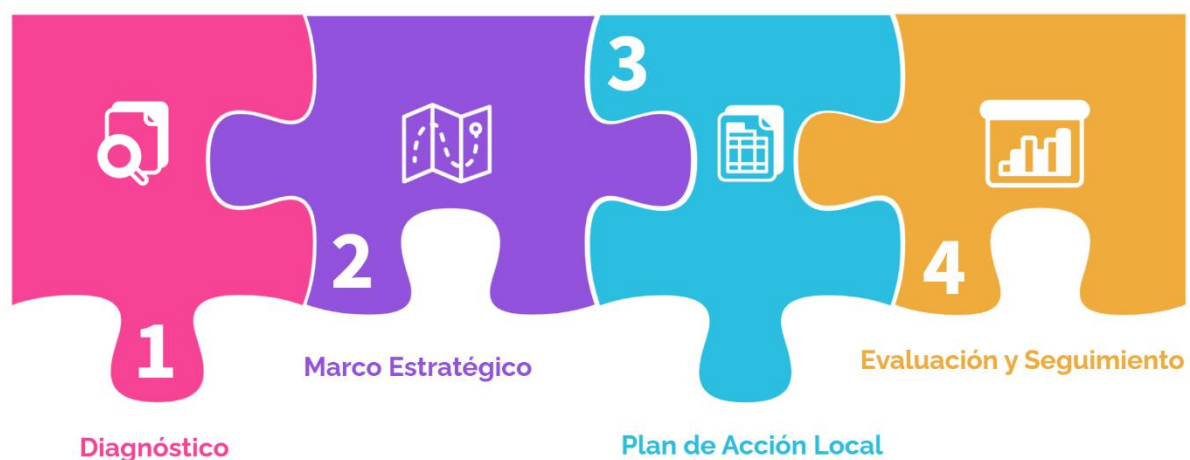 1
Diagnóstico
2
Marco Estratégico
3
Plan de Acción Local
4
Evaluación y Seguimiento